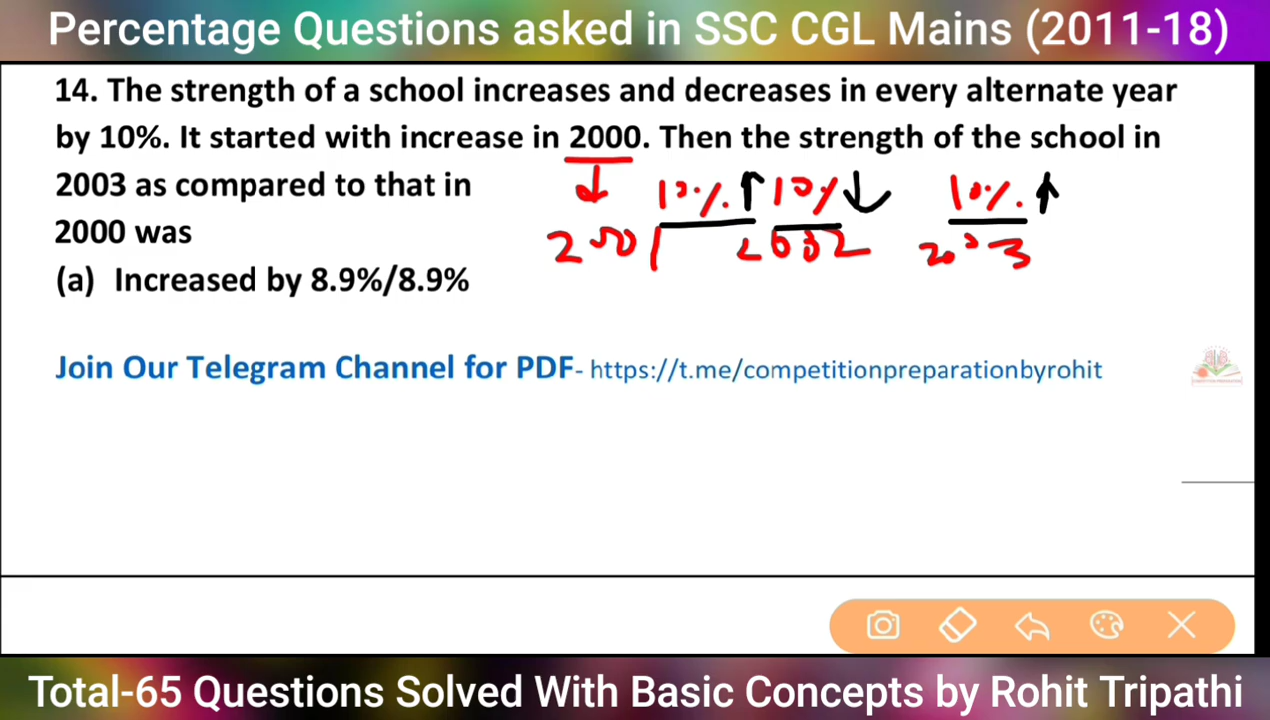 Percentage Questions asked in SSC CGL Mains (2011-18)
14. The strength of a school increases and decreases in every alternate year
by 10%. It started with increase in 2000. Then the strength of the school in
2003 as compared to that in
10% 10% 10%
2000 was
2001 2002 2003
(a) Increased by 8.9%/8.9%
Join Our Telegram Channel for PDF- https://t.me/competitionpreparationbyrohit
Total-65 Questions Solved With Basic Concepts by Rohit Tripathi